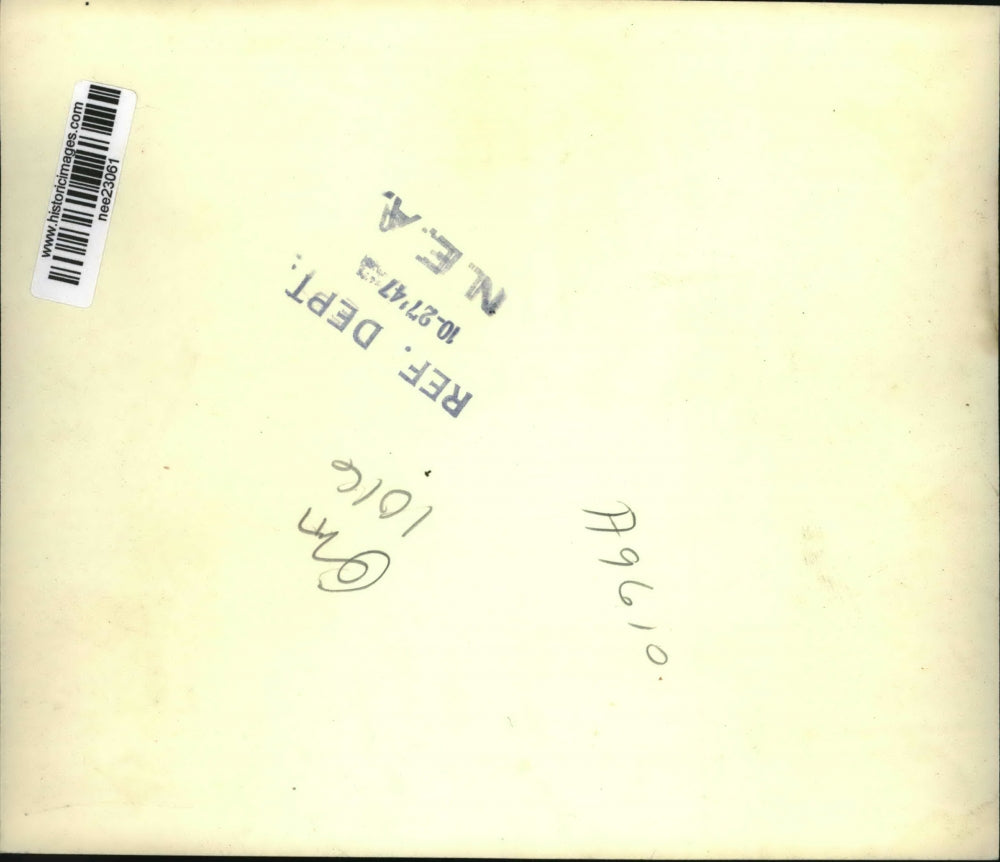 www.historicimages.com
nee23061
N.E.A.
10-27'47
REF. DEPT.
1016
A9610